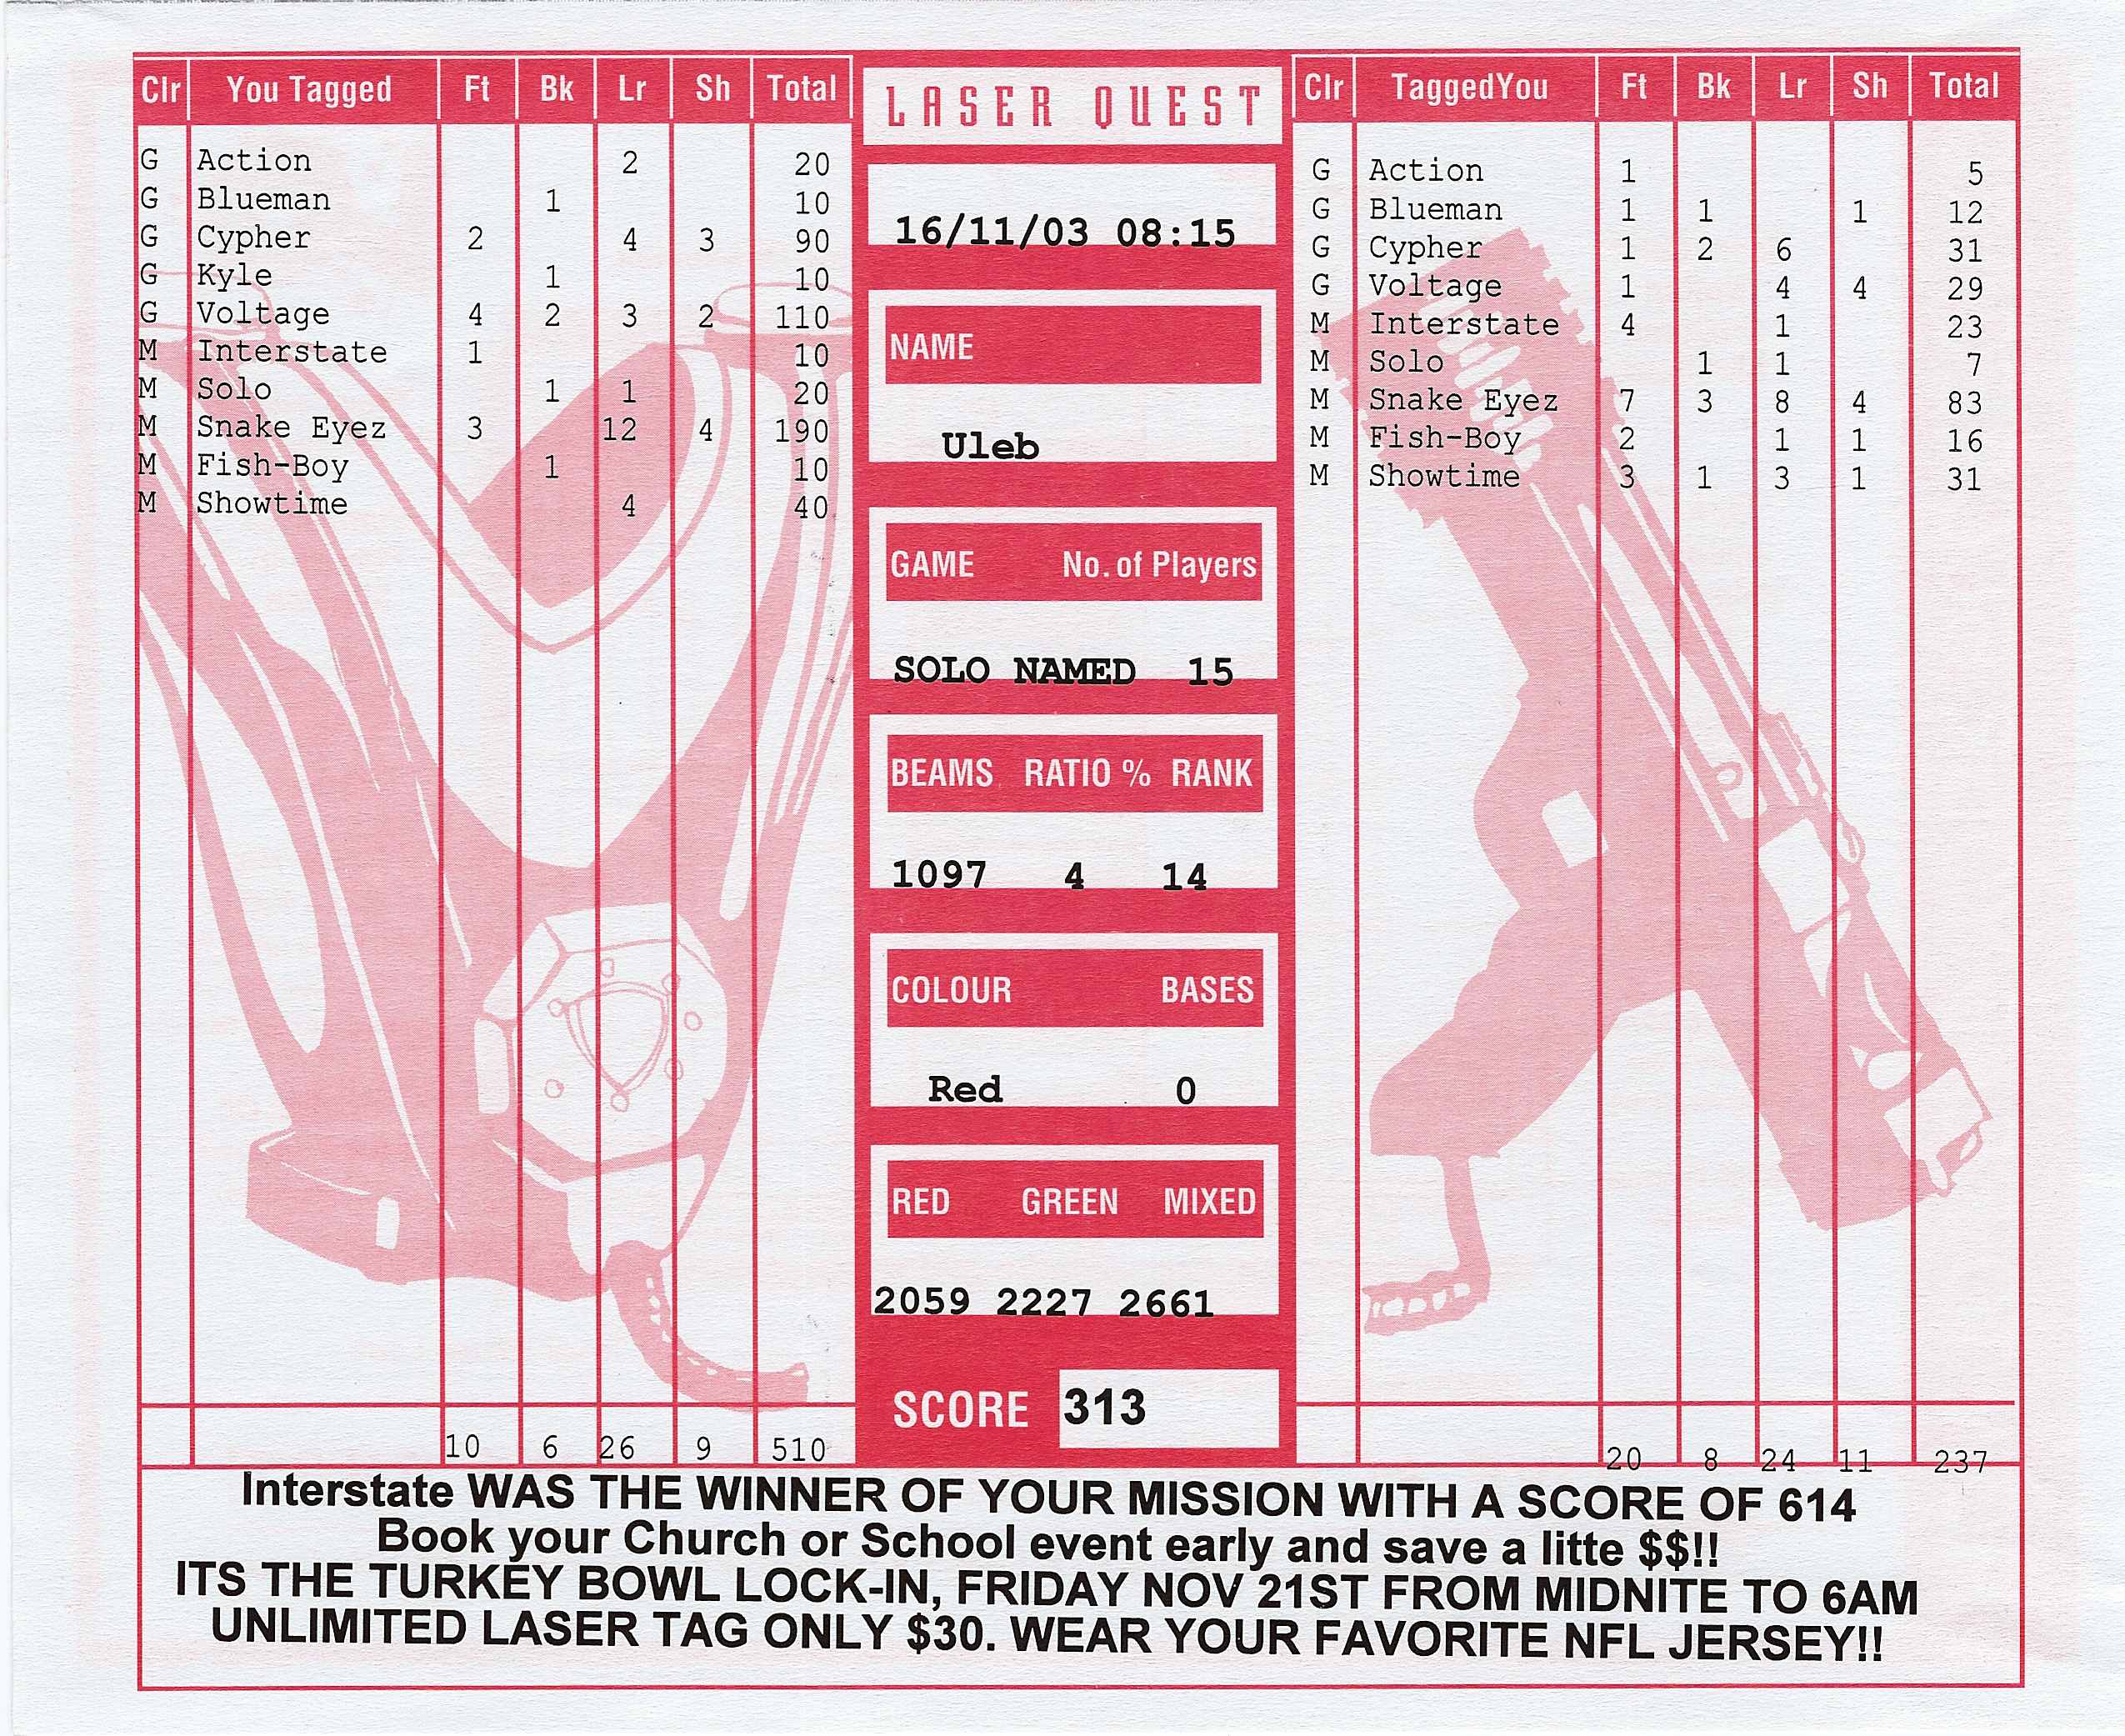 Clr You Tagged Ft Bk Lr Sh Total
G Action 2 20
G Blueman 1 10
G Cypher 2 4 3 90
G Kyle 1 10
G Voltage 4 2 3 2 110
M Interstate 1 10
M Solo 1 1 20
M Snake Eyez 3 12 4 190
M Fish-Boy 1 10
M Showtime 4 40
10 6 26 9 510
LASER QUEST
16/11/03 08:15
NAME
Uleb
GAME No. of Players
SOLO NAMED 15
BEAMS RATIO % RANK
1097 4 14
COLOUR BASES
Red 0
RED GREEN MIXED
2059 2227 2661
SCORE 313
Clr TaggedYou Ft Bk Lr Sh Total
G Action 1 5
G Blueman 1 1 1 12
G Cypher 1 2 6 31
G Voltage 1 4 4 29
M Interstate 4 1 23
M Solo 1 1 7
M Snake Eyez 7 3 8 4 83
M Fish-Boy 2 1 1 16
M Showtime 3 1 3 1 31
20 8 24 11 237
Interstate WAS THE WINNER OF YOUR MISSION WITH A SCORE OF 614
Book your Church or School event early and save a litte $$!!
ITS THE TURKEY BOWL LOCK-IN, FRIDAY NOV 21ST FROM MIDNITE TO 6AM
UNLIMITED LASER TAG ONLY $30. WEAR YOUR FAVORITE NFL JERSEY!!